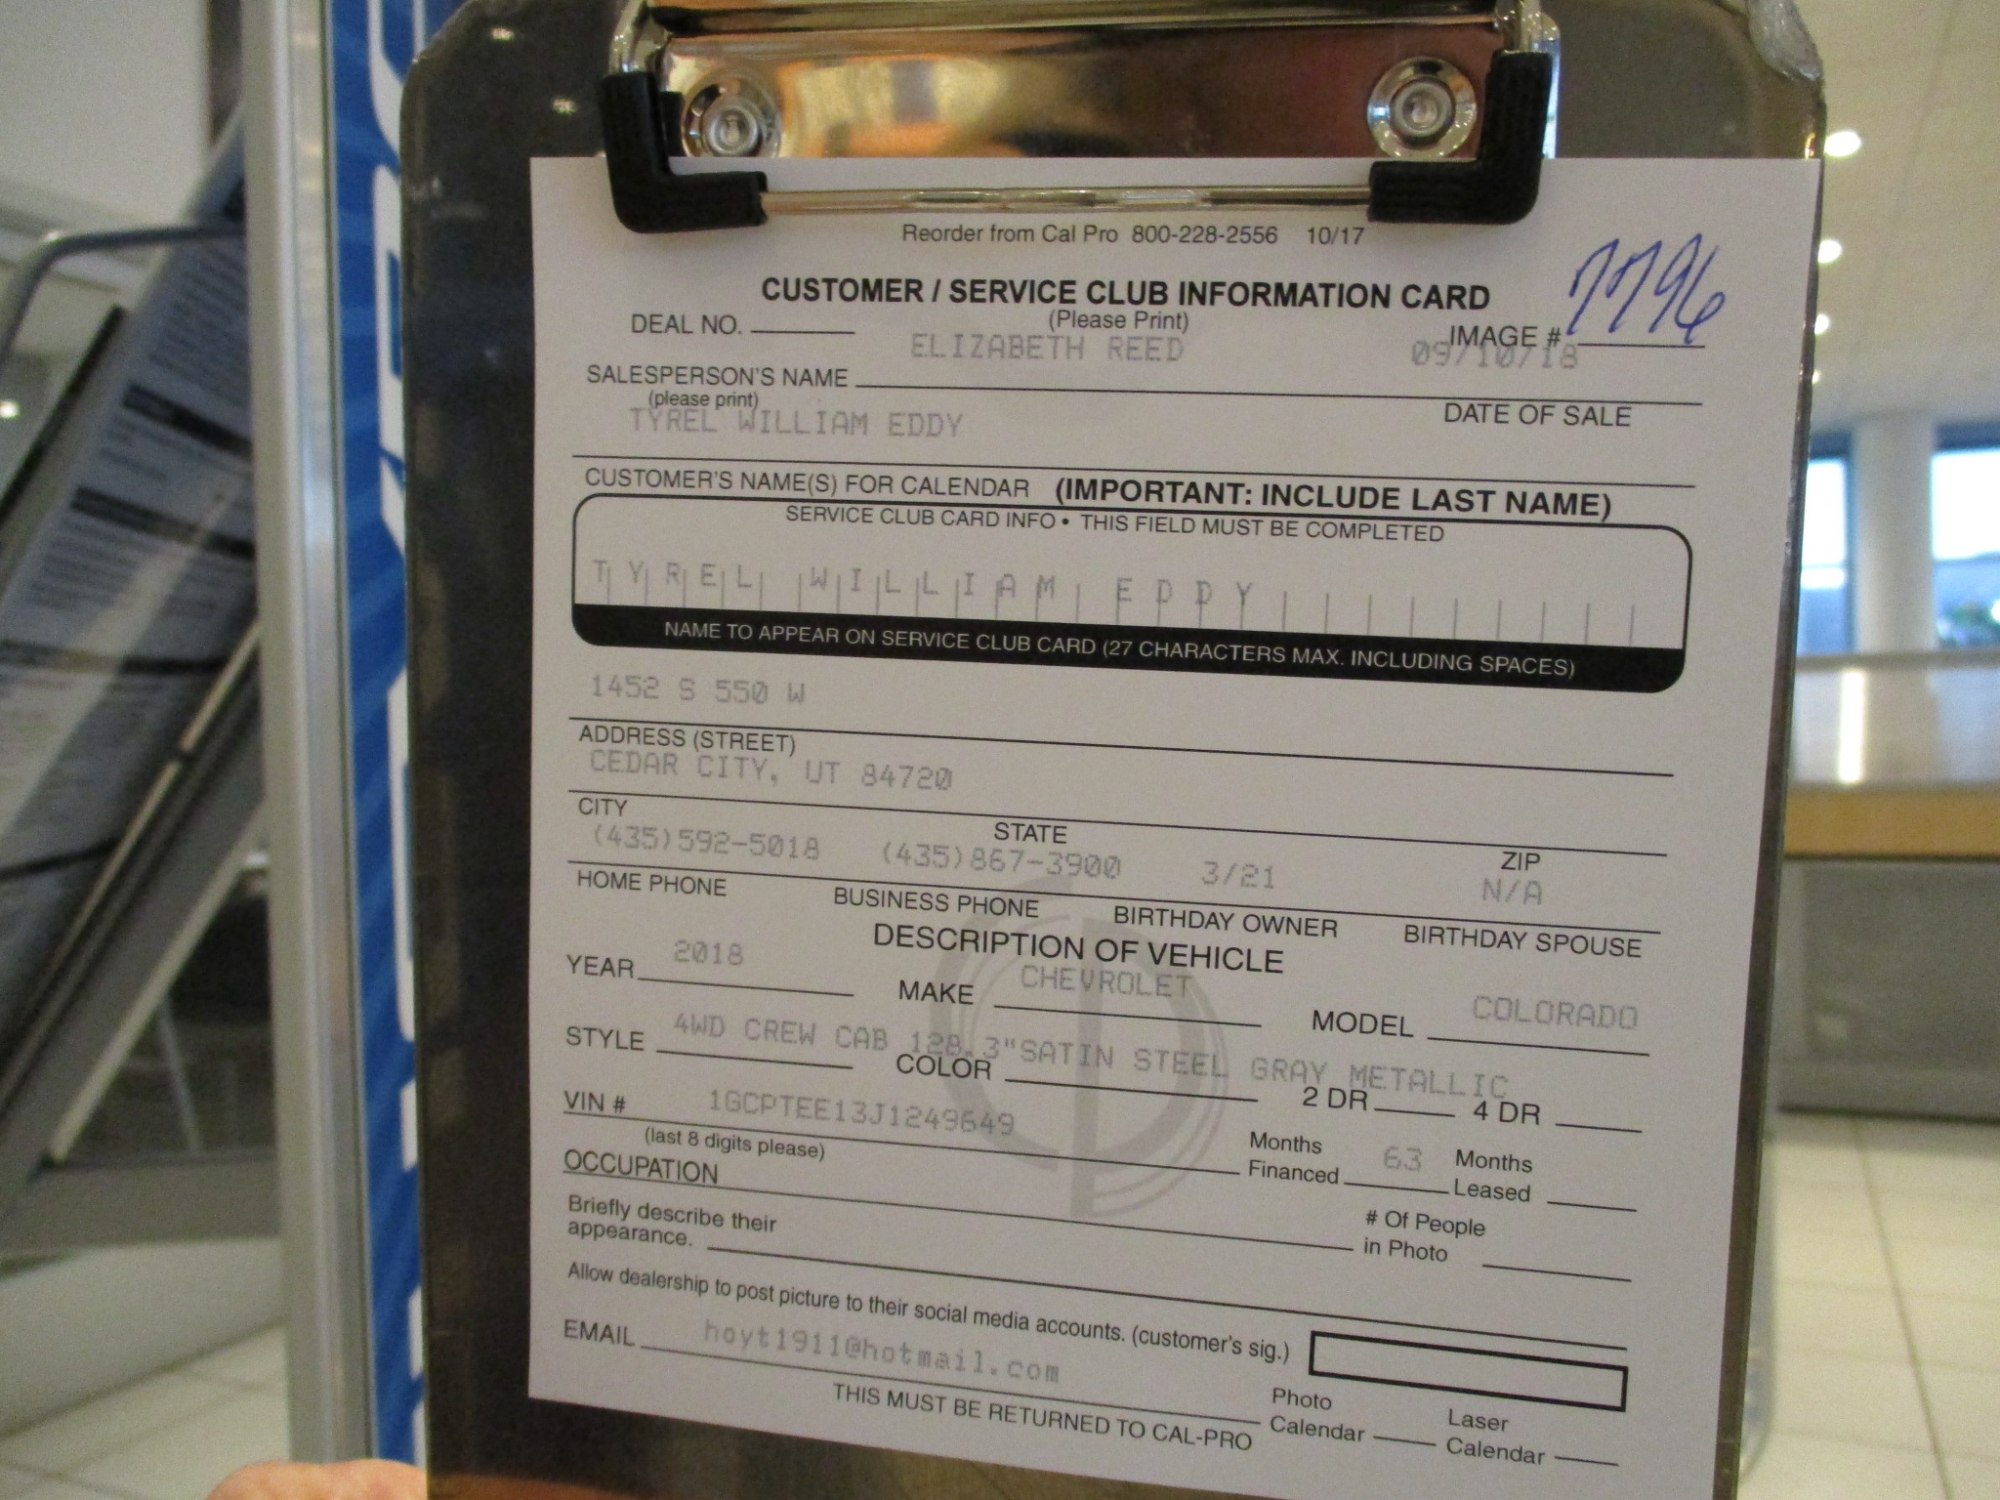 Reorder from Cal Pro 800-228-2556 10/17
CUSTOMER / SERVICE CLUB INFORMATION CARD
7796
DEAL NO. (Please Print) IMAGE #
ELIZABETH REED 09/10/18
SALESPERSON'S NAME
(please print) DATE OF SALE
TYREL WILLIAM EDDY
CUSTOMER'S NAME(S) FOR CALENDAR (IMPORTANT: INCLUDE LAST NAME)
SERVICE CLUB CARD INFO • THIS FIELD MUST BE COMPLETED
TYREL WILLIAM EDDY
NAME TO APPEAR ON SERVICE CLUB CARD (27 CHARACTERS MAX. INCLUDING SPACES)
1452 S 550 W
ADDRESS (STREET)
CEDAR CITY, UT 84720
CITY STATE ZIP
(435)592-5018 (435)867-3900 3/21 N/A
HOME PHONE BUSINESS PHONE BIRTHDAY OWNER BIRTHDAY SPOUSE
DESCRIPTION OF VEHICLE
YEAR 2018 MAKE CHEVROLET MODEL COLORADO
STYLE 4WD CREW CAB 128.3" COLOR SATIN STEEL GRAY METALLIC 2 DR 4 DR
VIN # 1GCPTEE13J1249649
(last 8 digits please) Months Financed 63 Months Leased
OCCUPATION
# Of People in Photo
Briefly describe their
appearance.
Allow dealership to post picture to their social media accounts. (customer's sig.)
EMAIL hoyt1911@hotmail.com
THIS MUST BE RETURNED TO CAL-PRO
Photo Calendar Laser Calendar